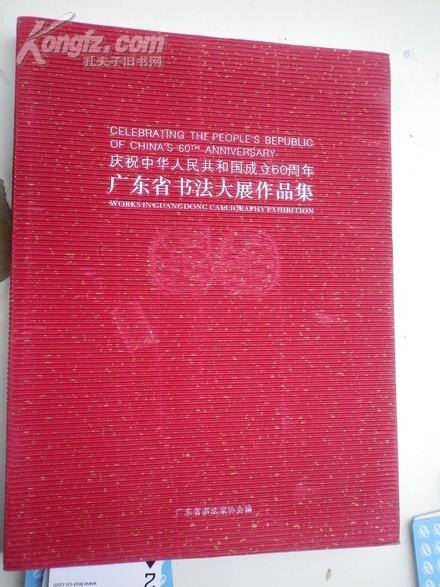 Kongfz.com
孔夫子旧书网
CELEBRATING THE PEOPLE'S REPUBLIC
OF CHINA'S 60TH ANNIVERSARY
庆祝中华人民共和国成立60周年
广东省书法大展作品集
WORKS IN GUANGDONG CALLIGRAPHY EXHIBITION
广东省书法家协会编